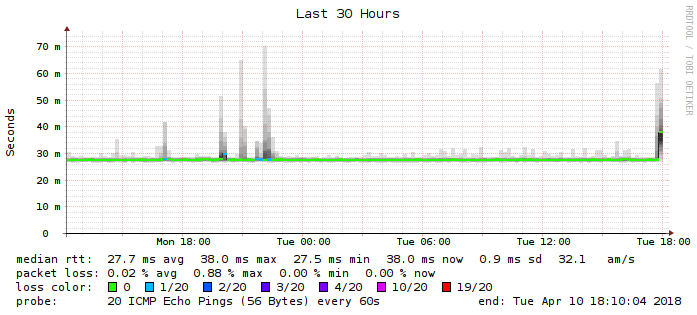 Last 30 Hours
RRDTOOL / TOBI OETIKER
Seconds
70 m
60 m
50 m
40 m
30 m
20 m
10 m
0
Mon 18:00 Tue 00:00 Tue 06:00 Tue 12:00 Tue 18:00
median rtt: 27.7 ms avg 38.0 ms max 27.5 ms min 38.0 ms now 0.9 ms sd 32.1 am/s
packet loss: 0.02 % avg 0.88 % max 0.00 % min 0.00 % now
loss color: 0 1/20 2/20 3/20 4/20 10/20 19/20
probe: 20 ICMP Echo Pings (56 Bytes) every 60s end: Tue Apr 10 18:10:04 2018